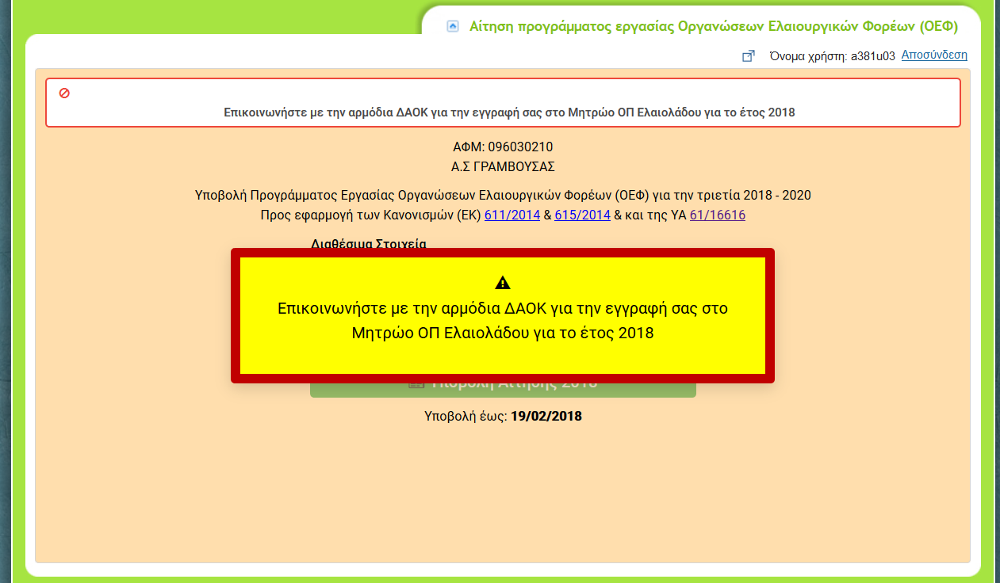 Αίτηση προγράμματος εργασίας Οργανώσεων Ελαιουργικών Φορέων (ΟΕΦ)
Όνομα χρήστη: a381u03 Αποσύνδεση
Επικοινωνήστε με την αρμόδια ΔΑΟΚ για την εγγραφή σας στο Μητρώο ΟΠ Ελαιολάδου για το έτος 2018
ΑΦΜ: 096030210
Α.Σ ΓΡΑΜΒΟΥΣΑΣ
Υποβολή Προγράμματος Εργασίας Οργανώσεων Ελαιουργικών Φορέων (ΟΕΦ) για την τριετία 2018 - 2020
Προς εφαρμογή των Κανονισμών (ΕΚ) 611/2014 & 615/2014 & και της ΥΑ 61/16616
Διαθέσιμα Στοιχεία
Επικοινωνήστε με την αρμόδια ΔΑΟΚ για την εγγραφή σας στο
Μητρώο ΟΠ Ελαιολάδου για το έτος 2018
Υποβολή Αίτησης 2018
Υποβολή έως: 19/02/2018